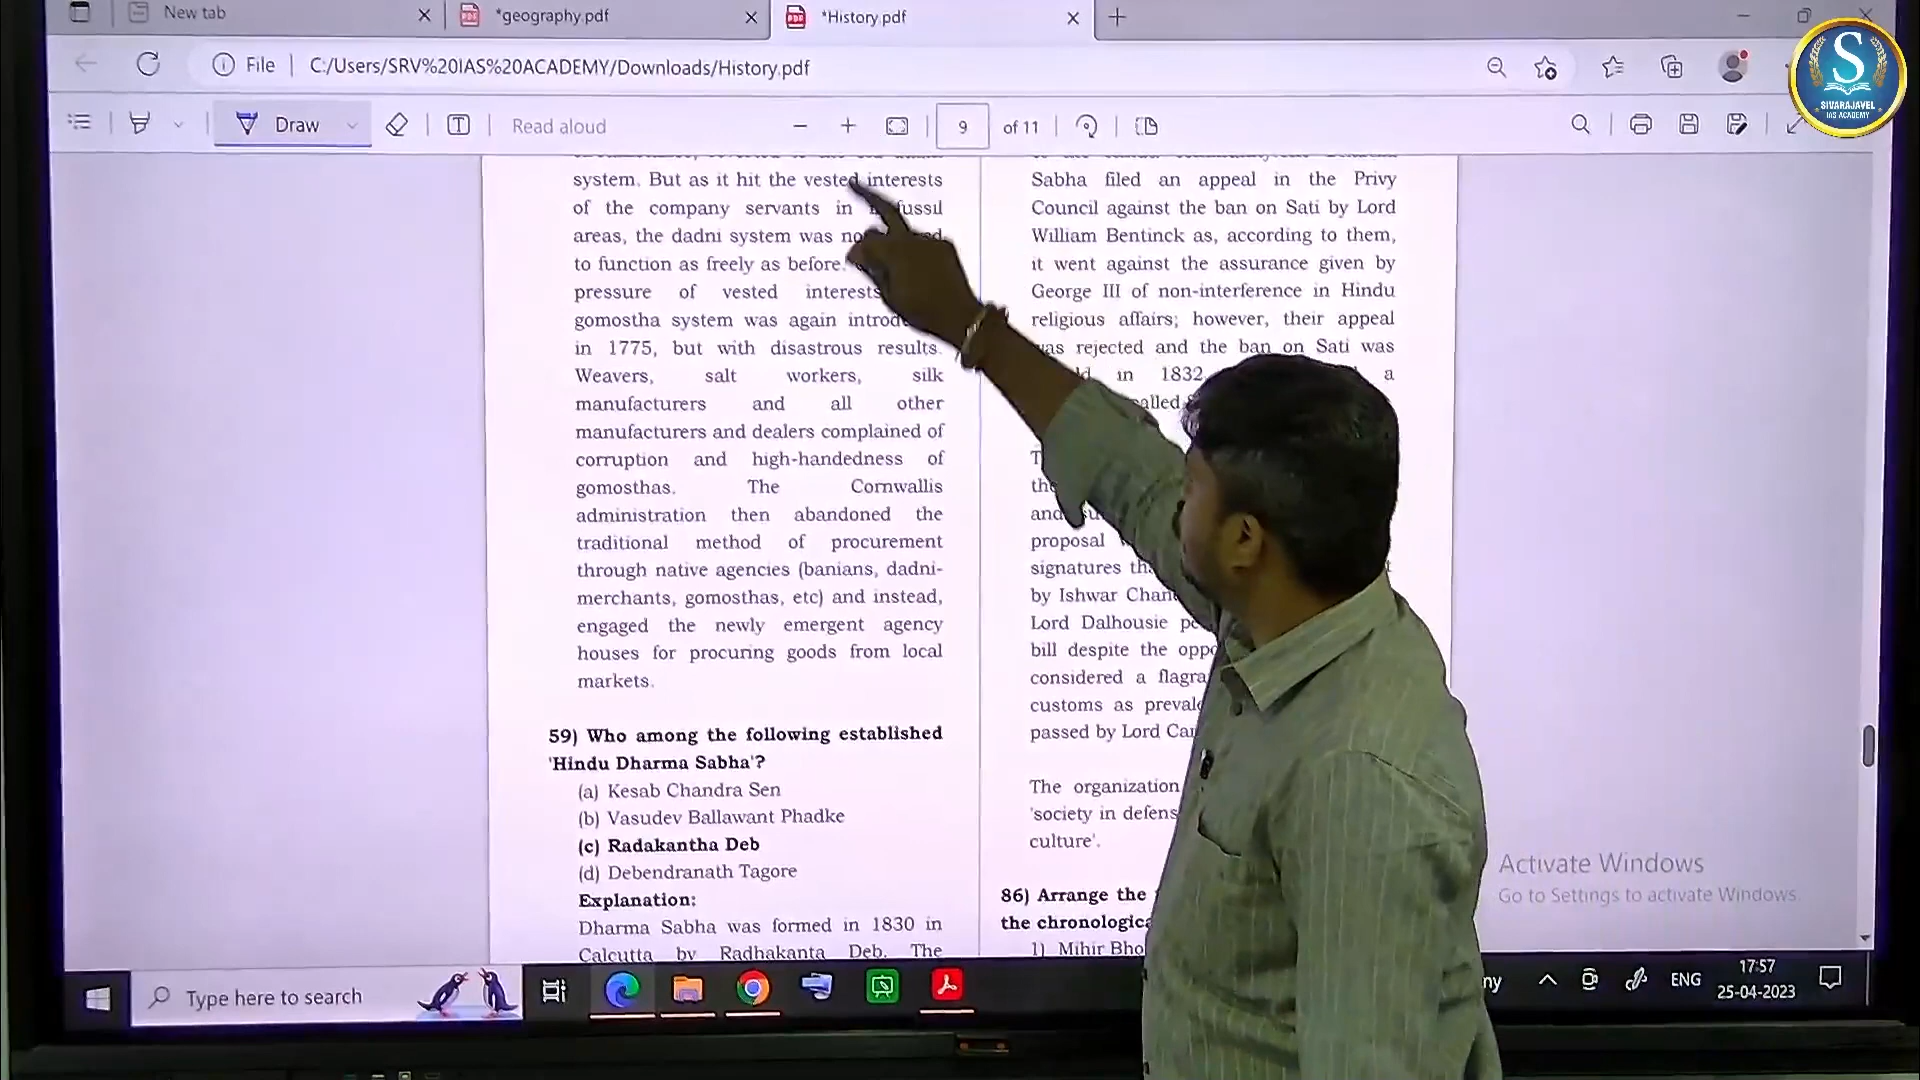 New tab
*geography.pdf
*History.pdf
File
C:/Users/SRV%20IAS%20ACADEMY/Downloads/History.pdf
Draw
Read aloud
9
of 11
S
SIVARAJAVEL
IAS ACADEMY
system. But as it hit the vested interests
of the company servants in fussil
areas, the dadni system was
to function as freely as before.
pressure of vested interests
gomostha system was again
in 1775, but with disastrous results.
Weavers, salt workers, silk
manufacturers and all other
manufacturers and dealers complained of
corruption and high-handedness of
gomosthas. The Cornwallis
administration then abandoned the
traditional method of procurement
through native agencies (banians, dadni-
merchants, gomosthas, etc) and instead,
engaged the newly emergent agency
houses for procuring goods from local
markets.
59) Who among the following established
'Hindu Dharma Sabha'?
(a) Kesab Chandra Sen
(b) Vasudev Ballawant Phadke
(c) Radakantha Deb
(d) Debendranath Tagore
Explanation:
Dharma Sabha was formed in 1830 in
Calcutta by Radhakanta Deb. The
Sabha filed an appeal in the Privy
Council against the ban on Sati by Lord
William Bentinck as, according to them,
it went against the assurance given by
George III of non-interference in Hindu
religious affairs; however, their appeal
was rejected and the ban on Sati was
in 1832. a
called
and
proposal
signatures
by Ishwar
Lord Dalhousie
bill despite the
considered a
customs as
passed by Lord
The organization
'society in
culture'.
86) Arrange the
the
1) Mihir
Activate Windows
Go to Settings to activate Windows.
Type here to search
ENG
17:57
25-04-2023